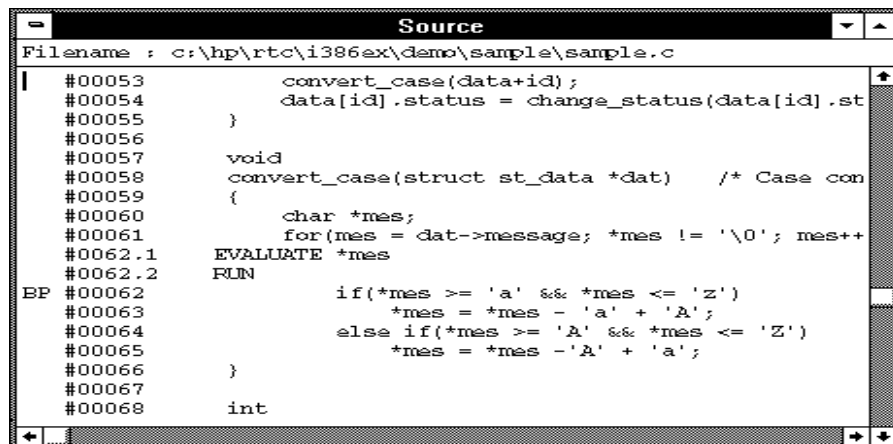 Source
Filename : c:\hp\rtc\i386ex\demo\sample\sample.c
#00053 convert_case(data+id);
#00054 data[id].status = change_status(data[id].st
#00055 }
#00056
#00057 void
#00058 convert_case(struct st_data *dat) /* Case con
#00059 {
#00060 char *mes;
#00061 for(mes = dat->message; *mes != '\0'; mes++
#0062.1 EVALUATE *mes
#0062.2 RUN
BP #00062 if(*mes >= 'a' && *mes <= 'z')
#00063 *mes = *mes - 'a' + 'A';
#00064 else if(*mes >= 'A' && *mes <= 'Z')
#00065 *mes = *mes -'A' + 'a';
#00066 }
#00067
#00068 int